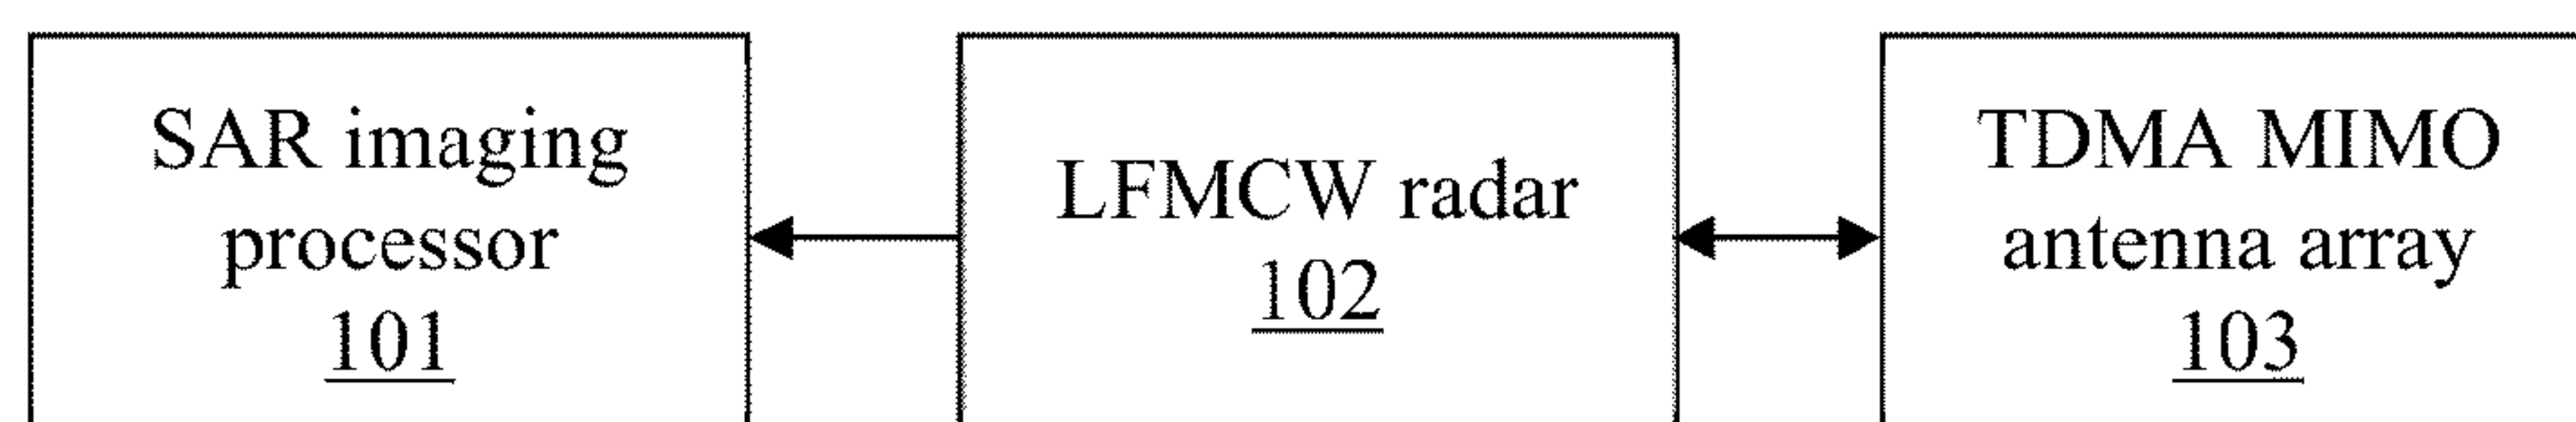 SAR imaging
processor
101
LFMCW radar
102
TDMA MIMO
antenna array
103